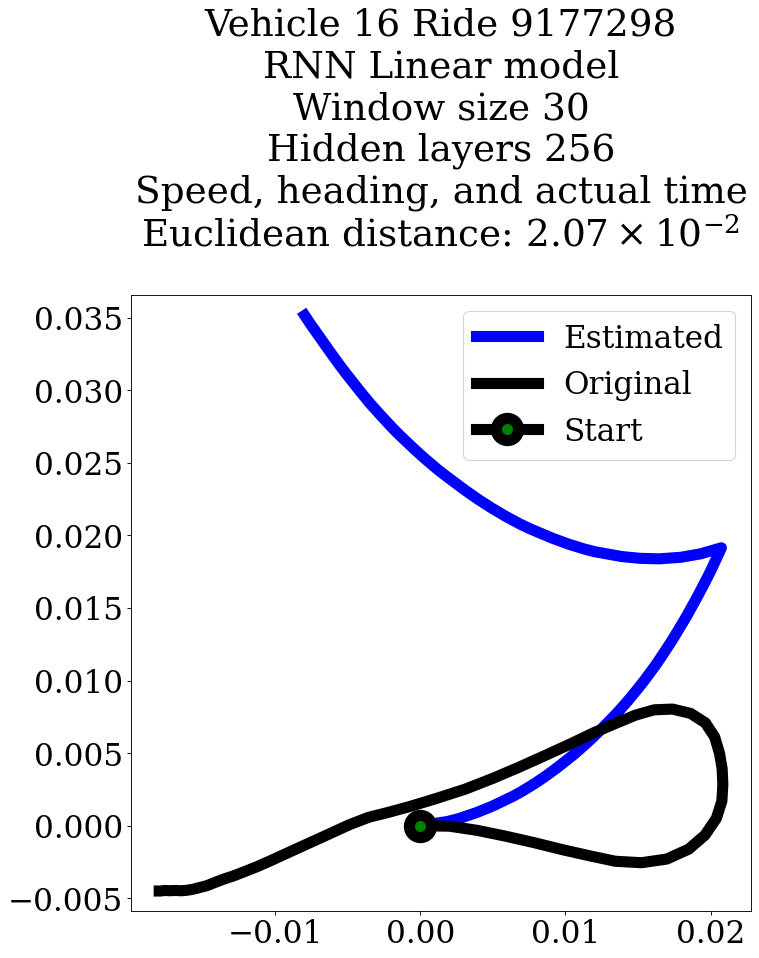 Vehicle 16 Ride 9177298
RNN Linear model
Window size 30
Hidden layers 256
Speed, heading, and actual time
Euclidean distance: 2.07 × 10⁻²
Estimated
Original
Start
0.035
0.030
0.025
0.020
0.015
0.010
0.005
0.000
−0.005
−0.01 0.00 0.01 0.02